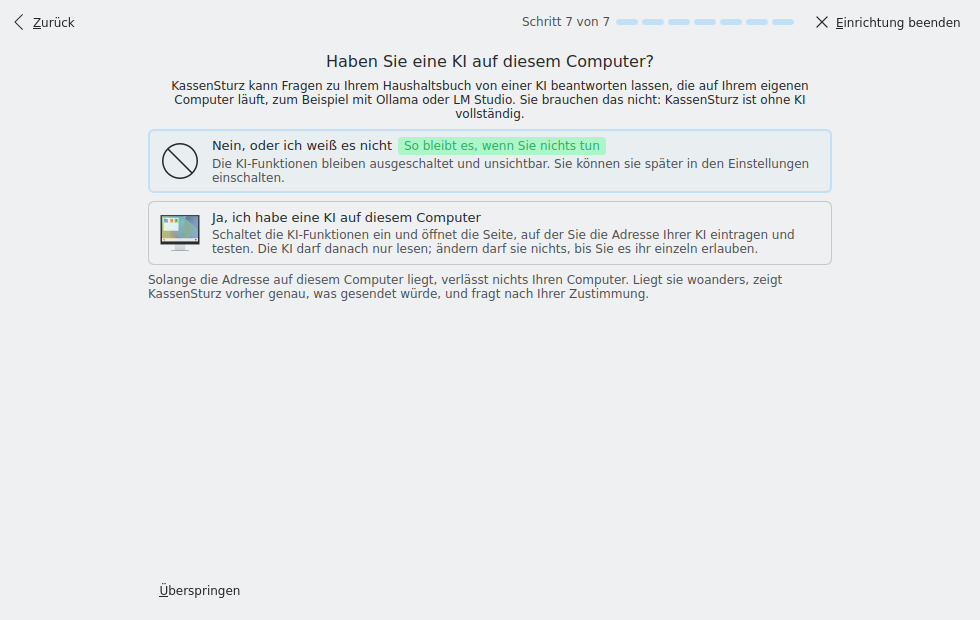 Zurück
Schritt 7 von 7
Einrichtung beenden
Haben Sie eine KI auf diesem Computer?
KassenSturz kann Fragen zu Ihrem Haushaltsbuch von einer KI beantworten lassen, die auf Ihrem eigenen
Computer läuft, zum Beispiel mit Ollama oder LM Studio. Sie brauchen das nicht: KassenSturz ist ohne KI
vollständig.
Nein, oder ich weiß es nicht So bleibt es, wenn Sie nichts tun
Die KI-Funktionen bleiben ausgeschaltet und unsichtbar. Sie können sie später in den Einstellungen
einschalten.
Ja, ich habe eine KI auf diesem Computer
Schaltet die KI-Funktionen ein und öffnet die Seite, auf der Sie die Adresse Ihrer KI eintragen und
testen. Die KI darf danach nur lesen; ändern darf sie nichts, bis Sie es ihr einzeln erlauben.
Solange die Adresse auf diesem Computer liegt, verlässt nichts Ihren Computer. Liegt sie woanders, zeigt
KassenSturz vorher genau, was gesendet würde, und fragt nach Ihrer Zustimmung.
Überspringen